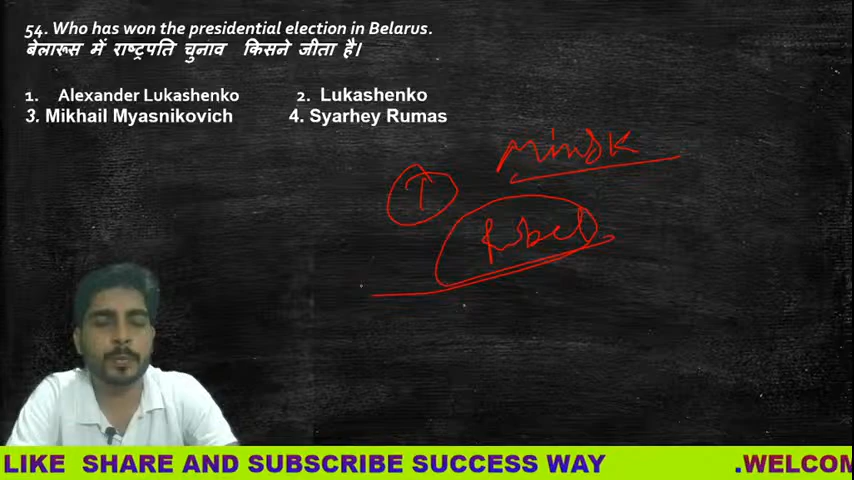 54. Who has won the presidential election in Belarus.
बेलारूस में राष्ट्रपति चुनाव किसने जीता है।
1. Alexander Lukashenko 2. Lukashenko
3. Mikhail Myasnikovich 4. Syarhey Rumas
Minsk
Rubel
LIKE SHARE AND SUBSCRIBE SUCCESS WAY .WELCOM